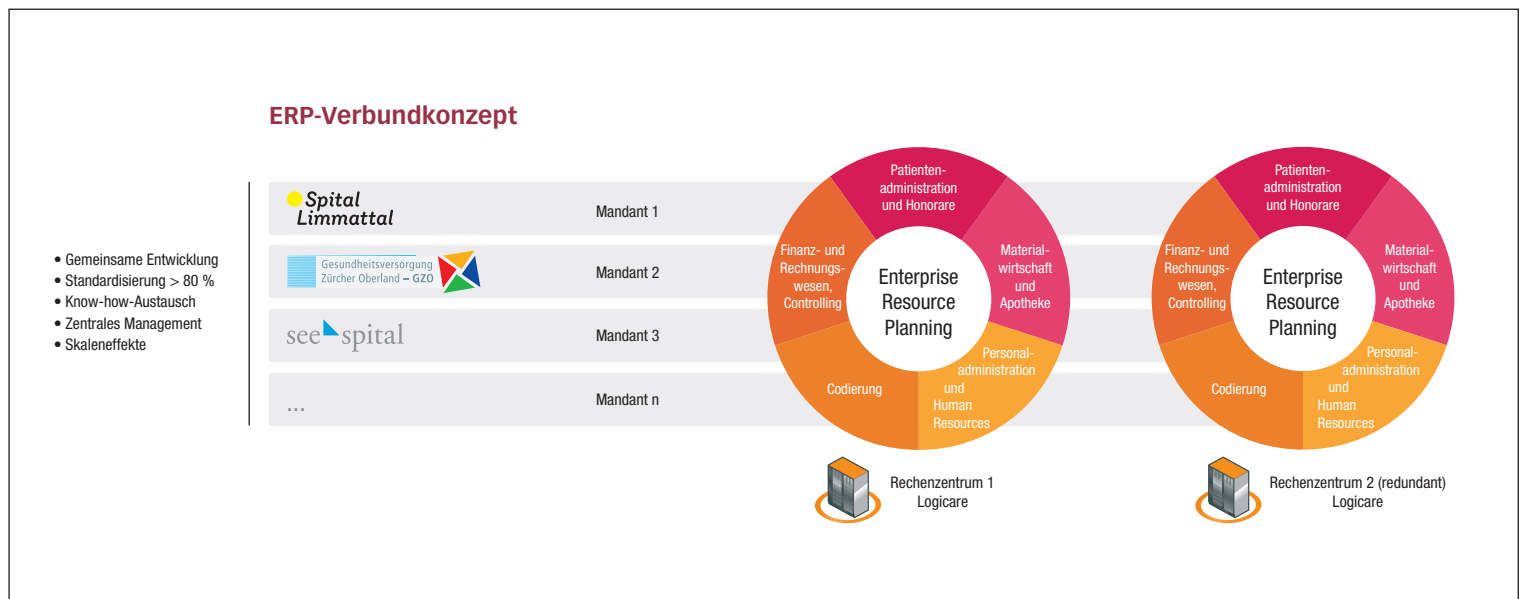 ERP-Verbundkonzept
• Gemeinsame Entwicklung
• Standardisierung > 80 %
• Know-how-Austausch
• Zentrales Management
• Skaleneffekte
Spital
Limmattal
Mandant 1
Gesundheitsversorgung
Zürcher Oberland – GZO
Mandant 2
see spital
Mandant 3
...
Mandant n
Patienten-
administration
und Honorare
Finanz- und
Rechnungs-
wesen,
Controlling
Material-
wirtschaft
und
Apotheke
Enterprise
Resource
Planning
Codierung
Personal-
administration
und
Human
Resources
Rechenzentrum 1
Logicare
Patienten-
administration
und Honorare
Finanz- und
Rechnungs-
wesen,
Controlling
Material-
wirtschaft
und
Apotheke
Enterprise
Resource
Planning
Codierung
Personal-
administration
und
Human
Resources
Rechenzentrum 2 (redundant)
Logicare